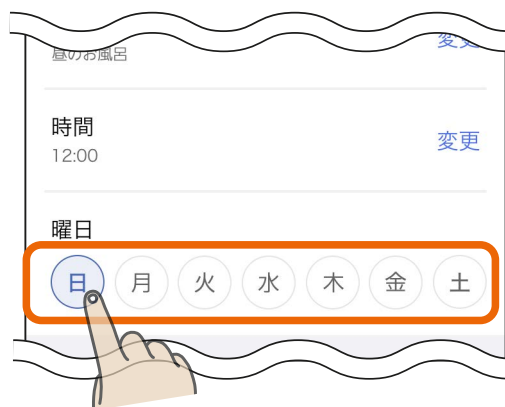 昼のお風呂
変更
時間
12:00
変更
曜日
日 月 火 水 木 金 土